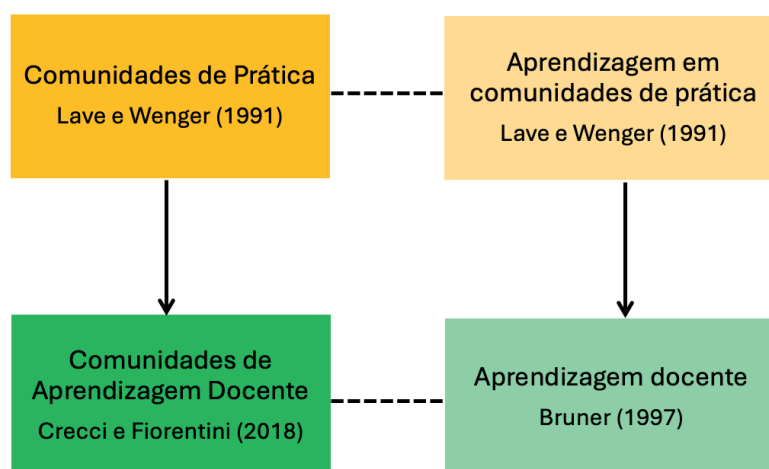 Comunidades de Prática
Lave e Wenger (1991)
Aprendizagem em
comunidades de prática
Lave e Wenger (1991)
Comunidades de
Aprendizagem Docente
Crecci e Fiorentini (2018)
Aprendizagem docente
Bruner (1997)